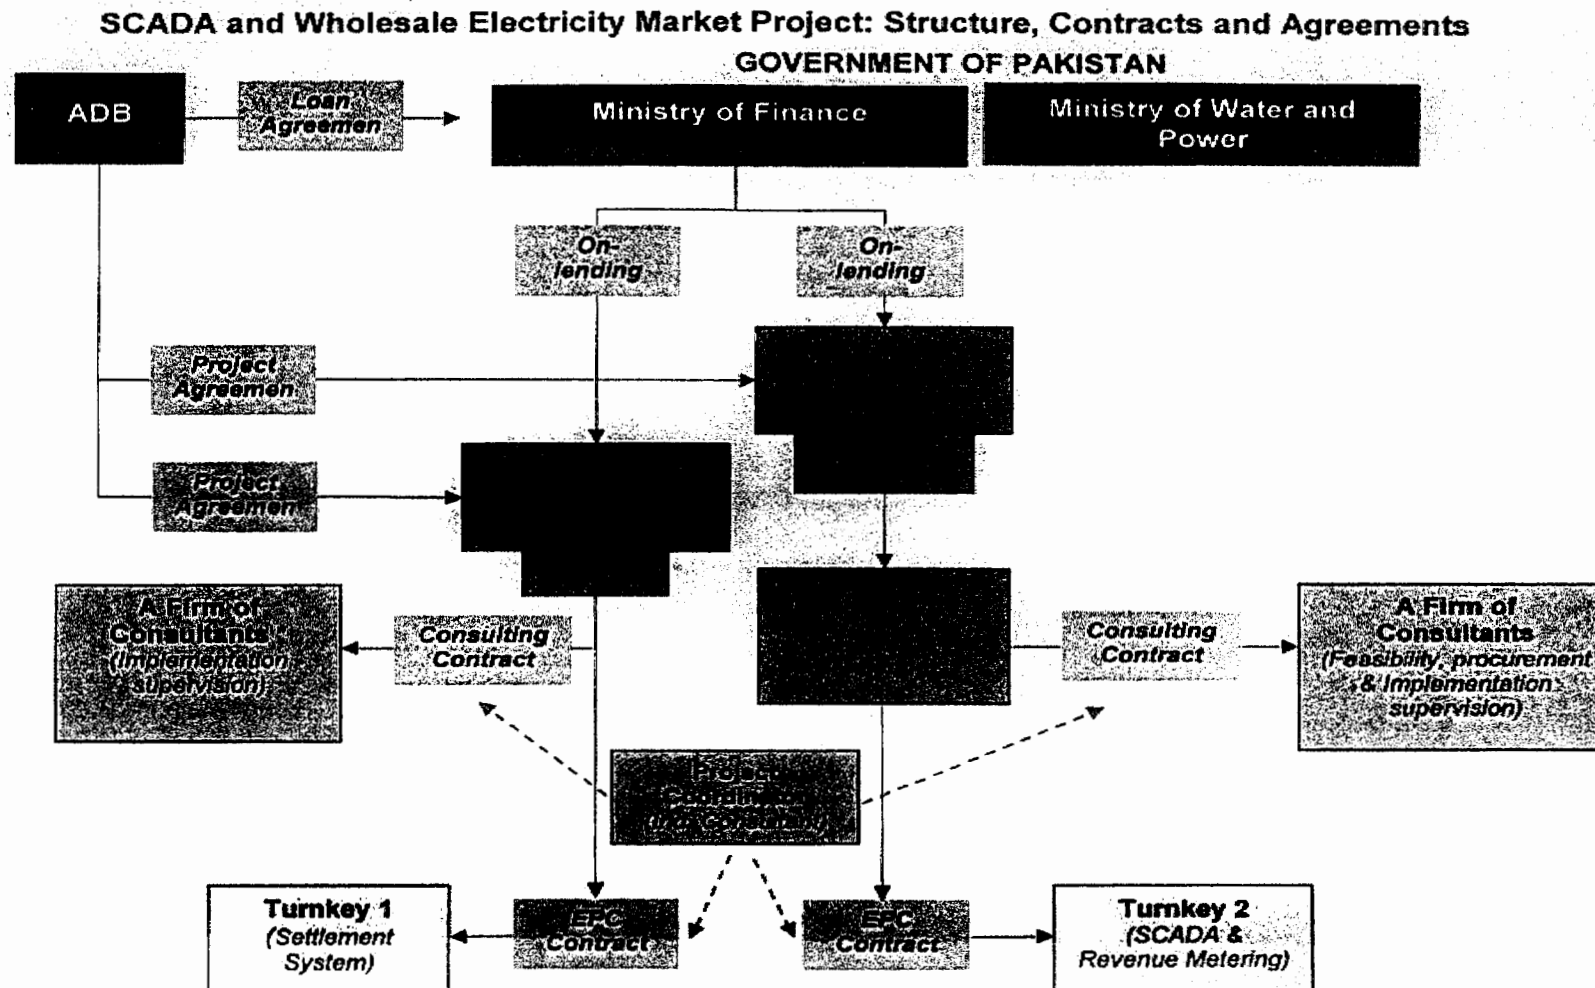 SCADA and Wholesale Electricity Market Project: Structure, Contracts and Agreements
GOVERNMENT OF PAKISTAN
ADB
Loan
Agreemen
Ministry of Finance
Ministry of Water and
Power
On-
lending
On-
lending
Project
Agreemen
Project
Agreemen
A Firm of
Consultants
(Implementation
supervision)
Consulting
Contract
Consulting
Contract
A Firm of
Consultants
(Feasibility, procurement
& Implementation
supervision)
Project
Coordinator
Turnkey 1
(Settlement
System)
EPC
Contract
EPC
Contract
Turnkey 2
(SCADA &
Revenue Metering)